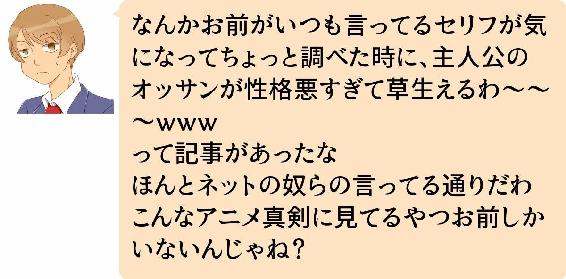 なんかお前がいつも言ってるセリフが気
になってちょっと調べた時に、主人公の
オッサンが性格悪すぎて草生えるわ～～
～www
って記事があったな
ほんとネットの奴らの言ってる通りだわ
こんなアニメ真剣に見てるやつお前しか
いないんじゃね？